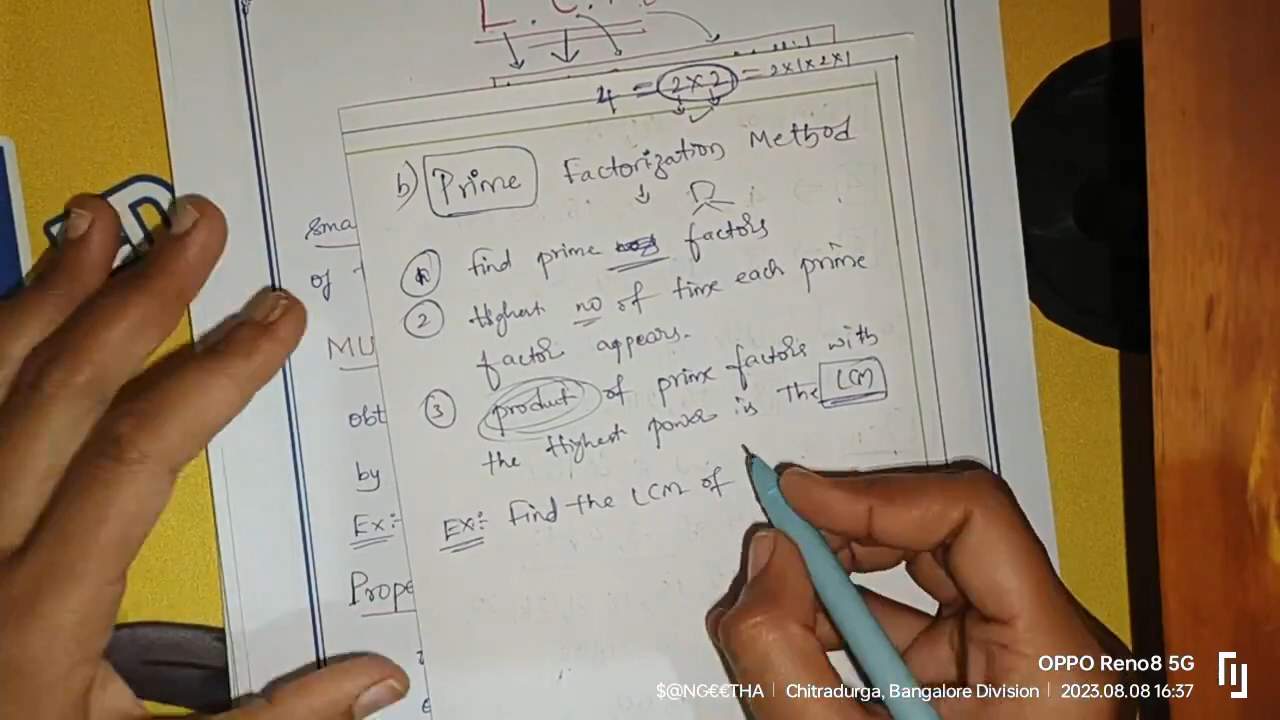 L.C.M
4 = 2×2 = 2×1×2×1
b) Prime Factorization Method
① find prime factors
② Highest no of time each prime
factor appears.
③ product of prime factors with
the Highest power is the LCM
Ex:- Find the LCM of
sma
of
MU
obt
by
Ex:-
Prope
OPPO Reno8 5G
$@NG€€THA | Chitradurga, Bangalore Division | 2023.08.08 16:37